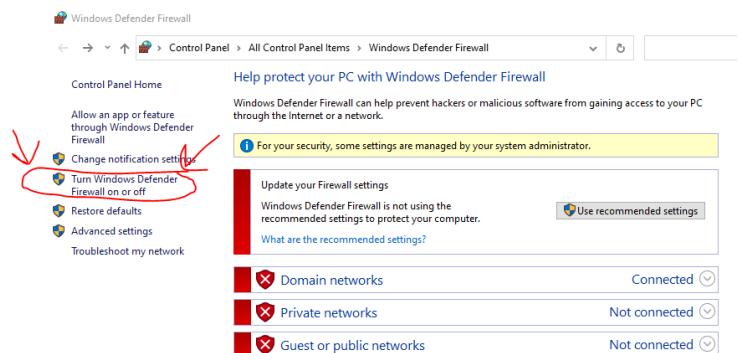 Windows Defender Firewall
Control Panel > All Control Panel Items > Windows Defender Firewall
Control Panel Home
Allow an app or feature
through Windows Defender
Firewall
Change notification settings
Turn Windows Defender
Firewall on or off
Restore defaults
Advanced settings
Troubleshoot my network
Help protect your PC with Windows Defender Firewall
Windows Defender Firewall can help prevent hackers or malicious software from gaining access to your PC
through the Internet or a network.
For your security, some settings are managed by your system administrator.
Update your Firewall settings
Windows Defender Firewall is not using the
recommended settings to protect your computer.
Use recommended settings
What are the recommended settings?
Domain networks
Connected
Private networks
Not connected
Guest or public networks
Not connected